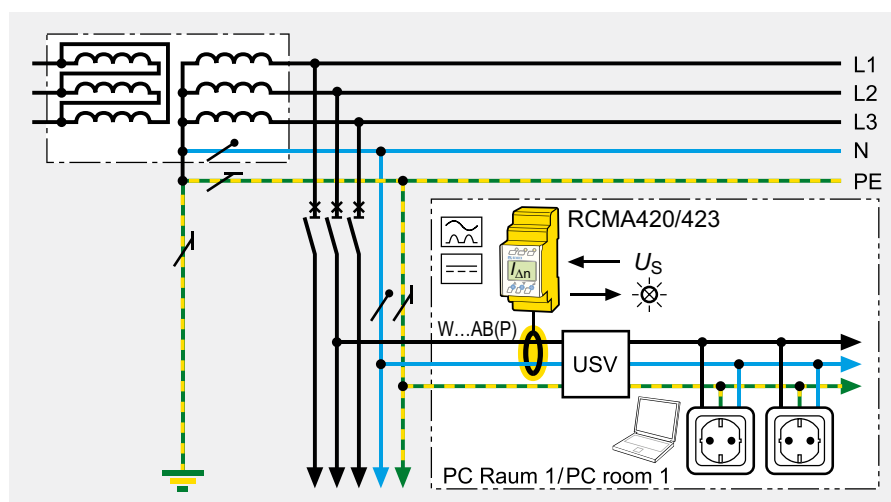 L1
L2
L3
N
PE
RCMA420/423
IΔn
US
W...AB(P)
USV
PC Raum 1/PC room 1